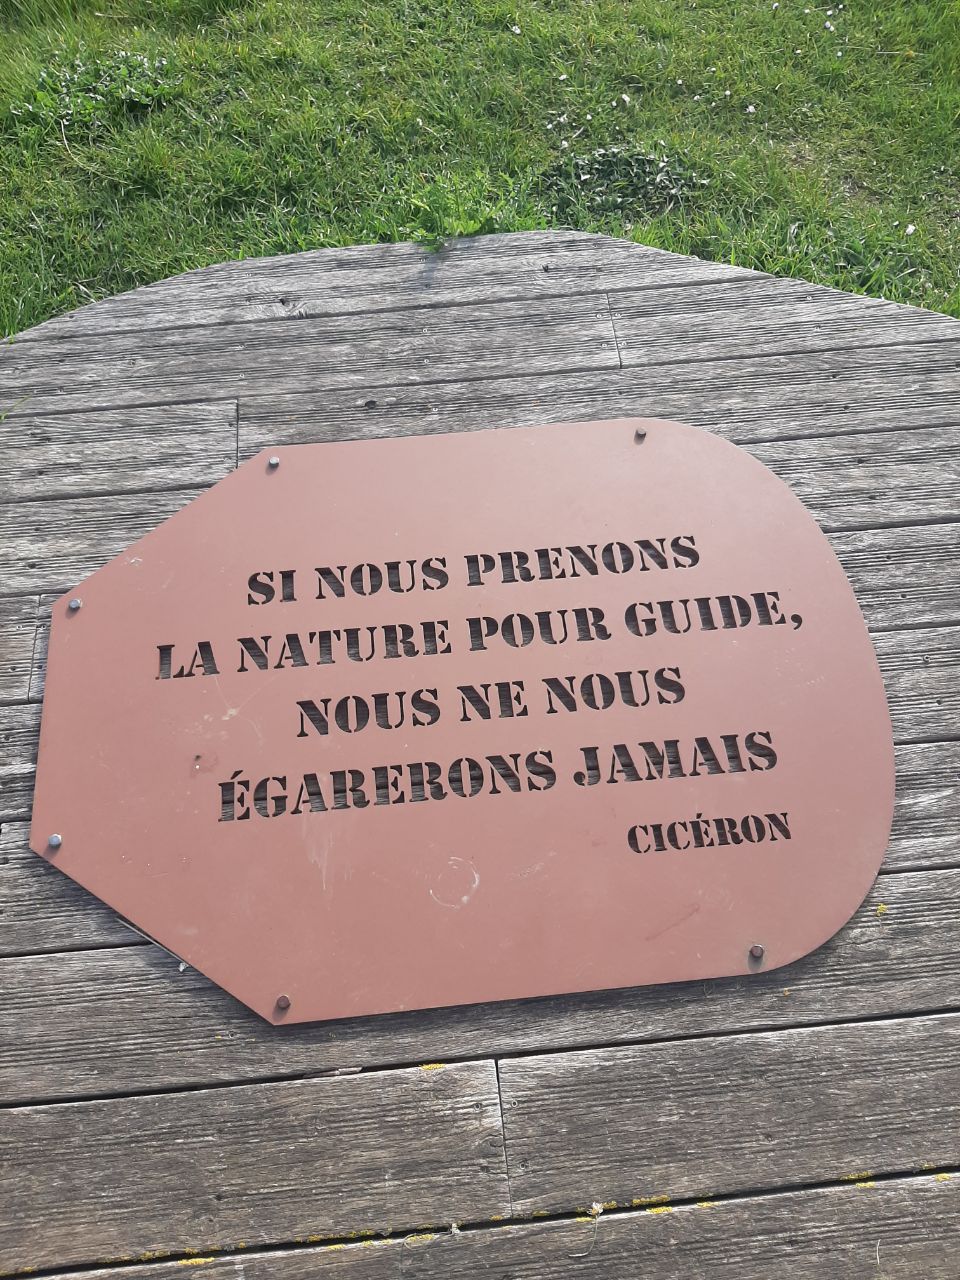 SI NOUS PRENONS
LA NATURE POUR GUIDE,
NOUS NE NOUS
ÉGARERONS JAMAIS
CICÉRON